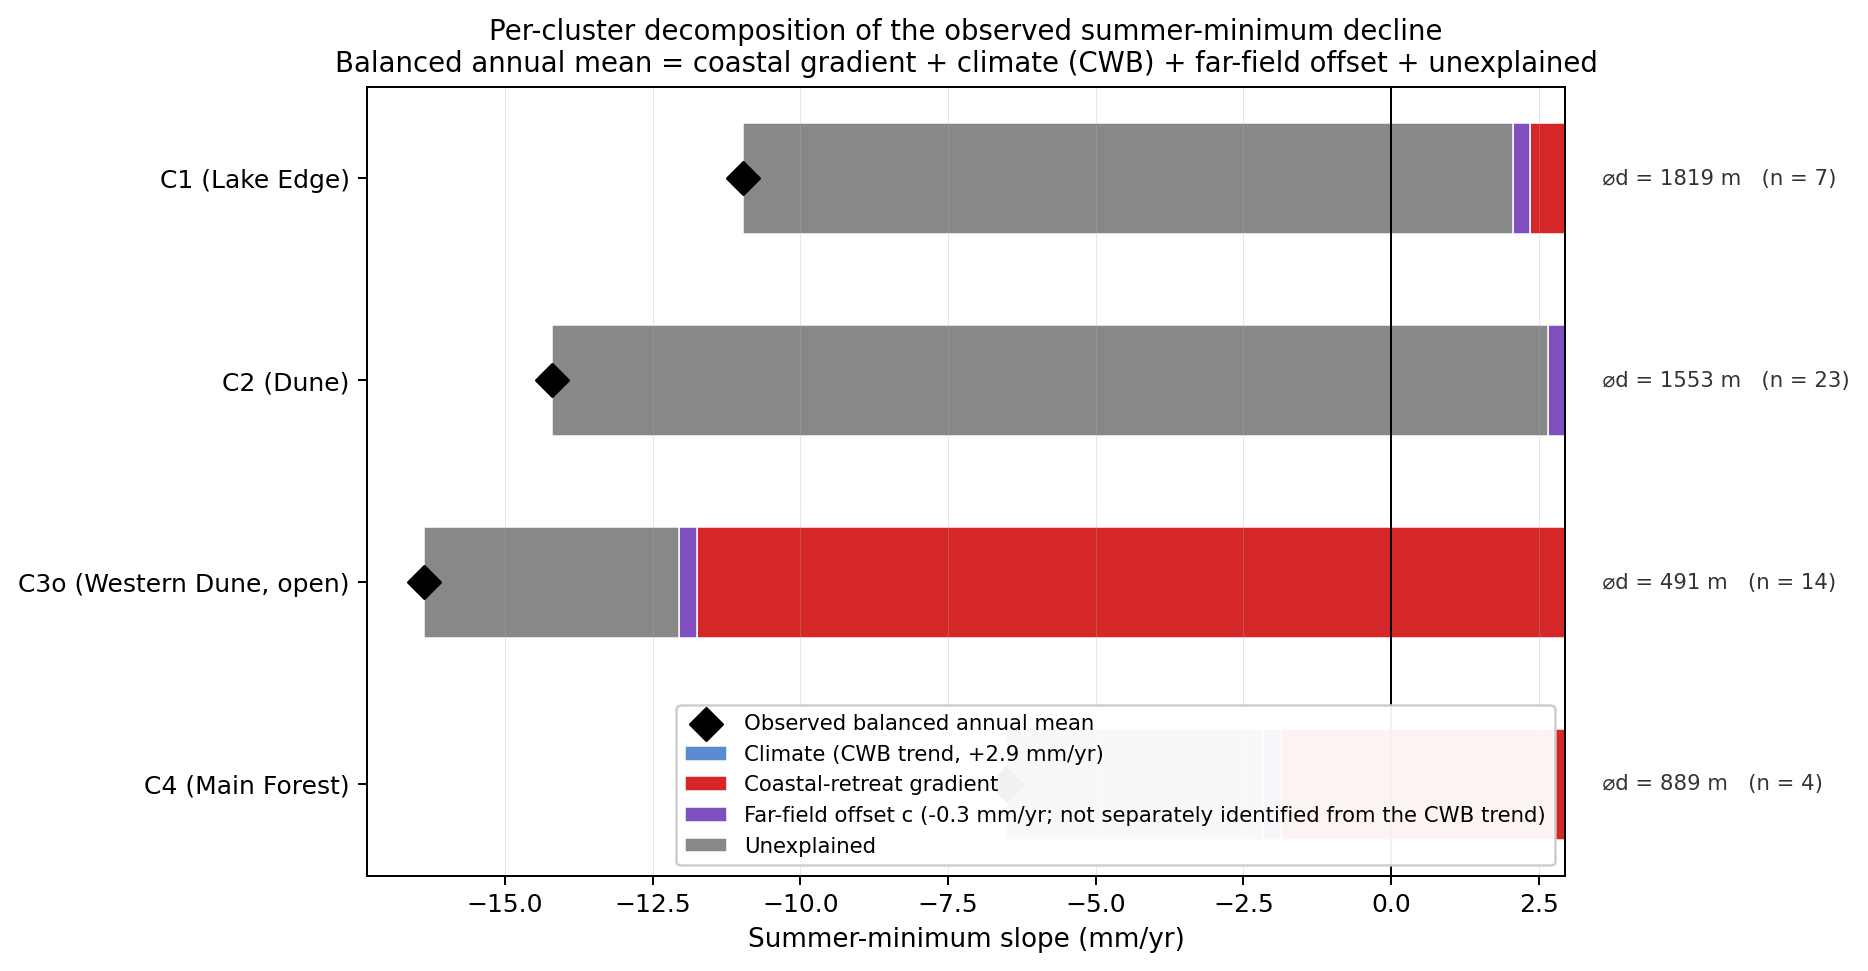 Per-cluster decomposition of the observed summer-minimum decline
Balanced annual mean = coastal gradient + climate (CWB) + far-field offset + unexplained
C1 (Lake Edge)
⌀d = 1819 m (n = 7)
C2 (Dune)
⌀d = 1553 m (n = 23)
C3o (Western Dune, open)
⌀d = 491 m (n = 14)
C4 (Main Forest)
⌀d = 889 m (n = 4)
Observed balanced annual mean
Climate (CWB trend, +2.9 mm/yr)
Coastal-retreat gradient
Far-field offset c (-0.3 mm/yr; not separately identified from the CWB trend)
Unexplained
−15.0 −12.5 −10.0 −7.5 −5.0 −2.5 0.0 2.5
Summer-minimum slope (mm/yr)